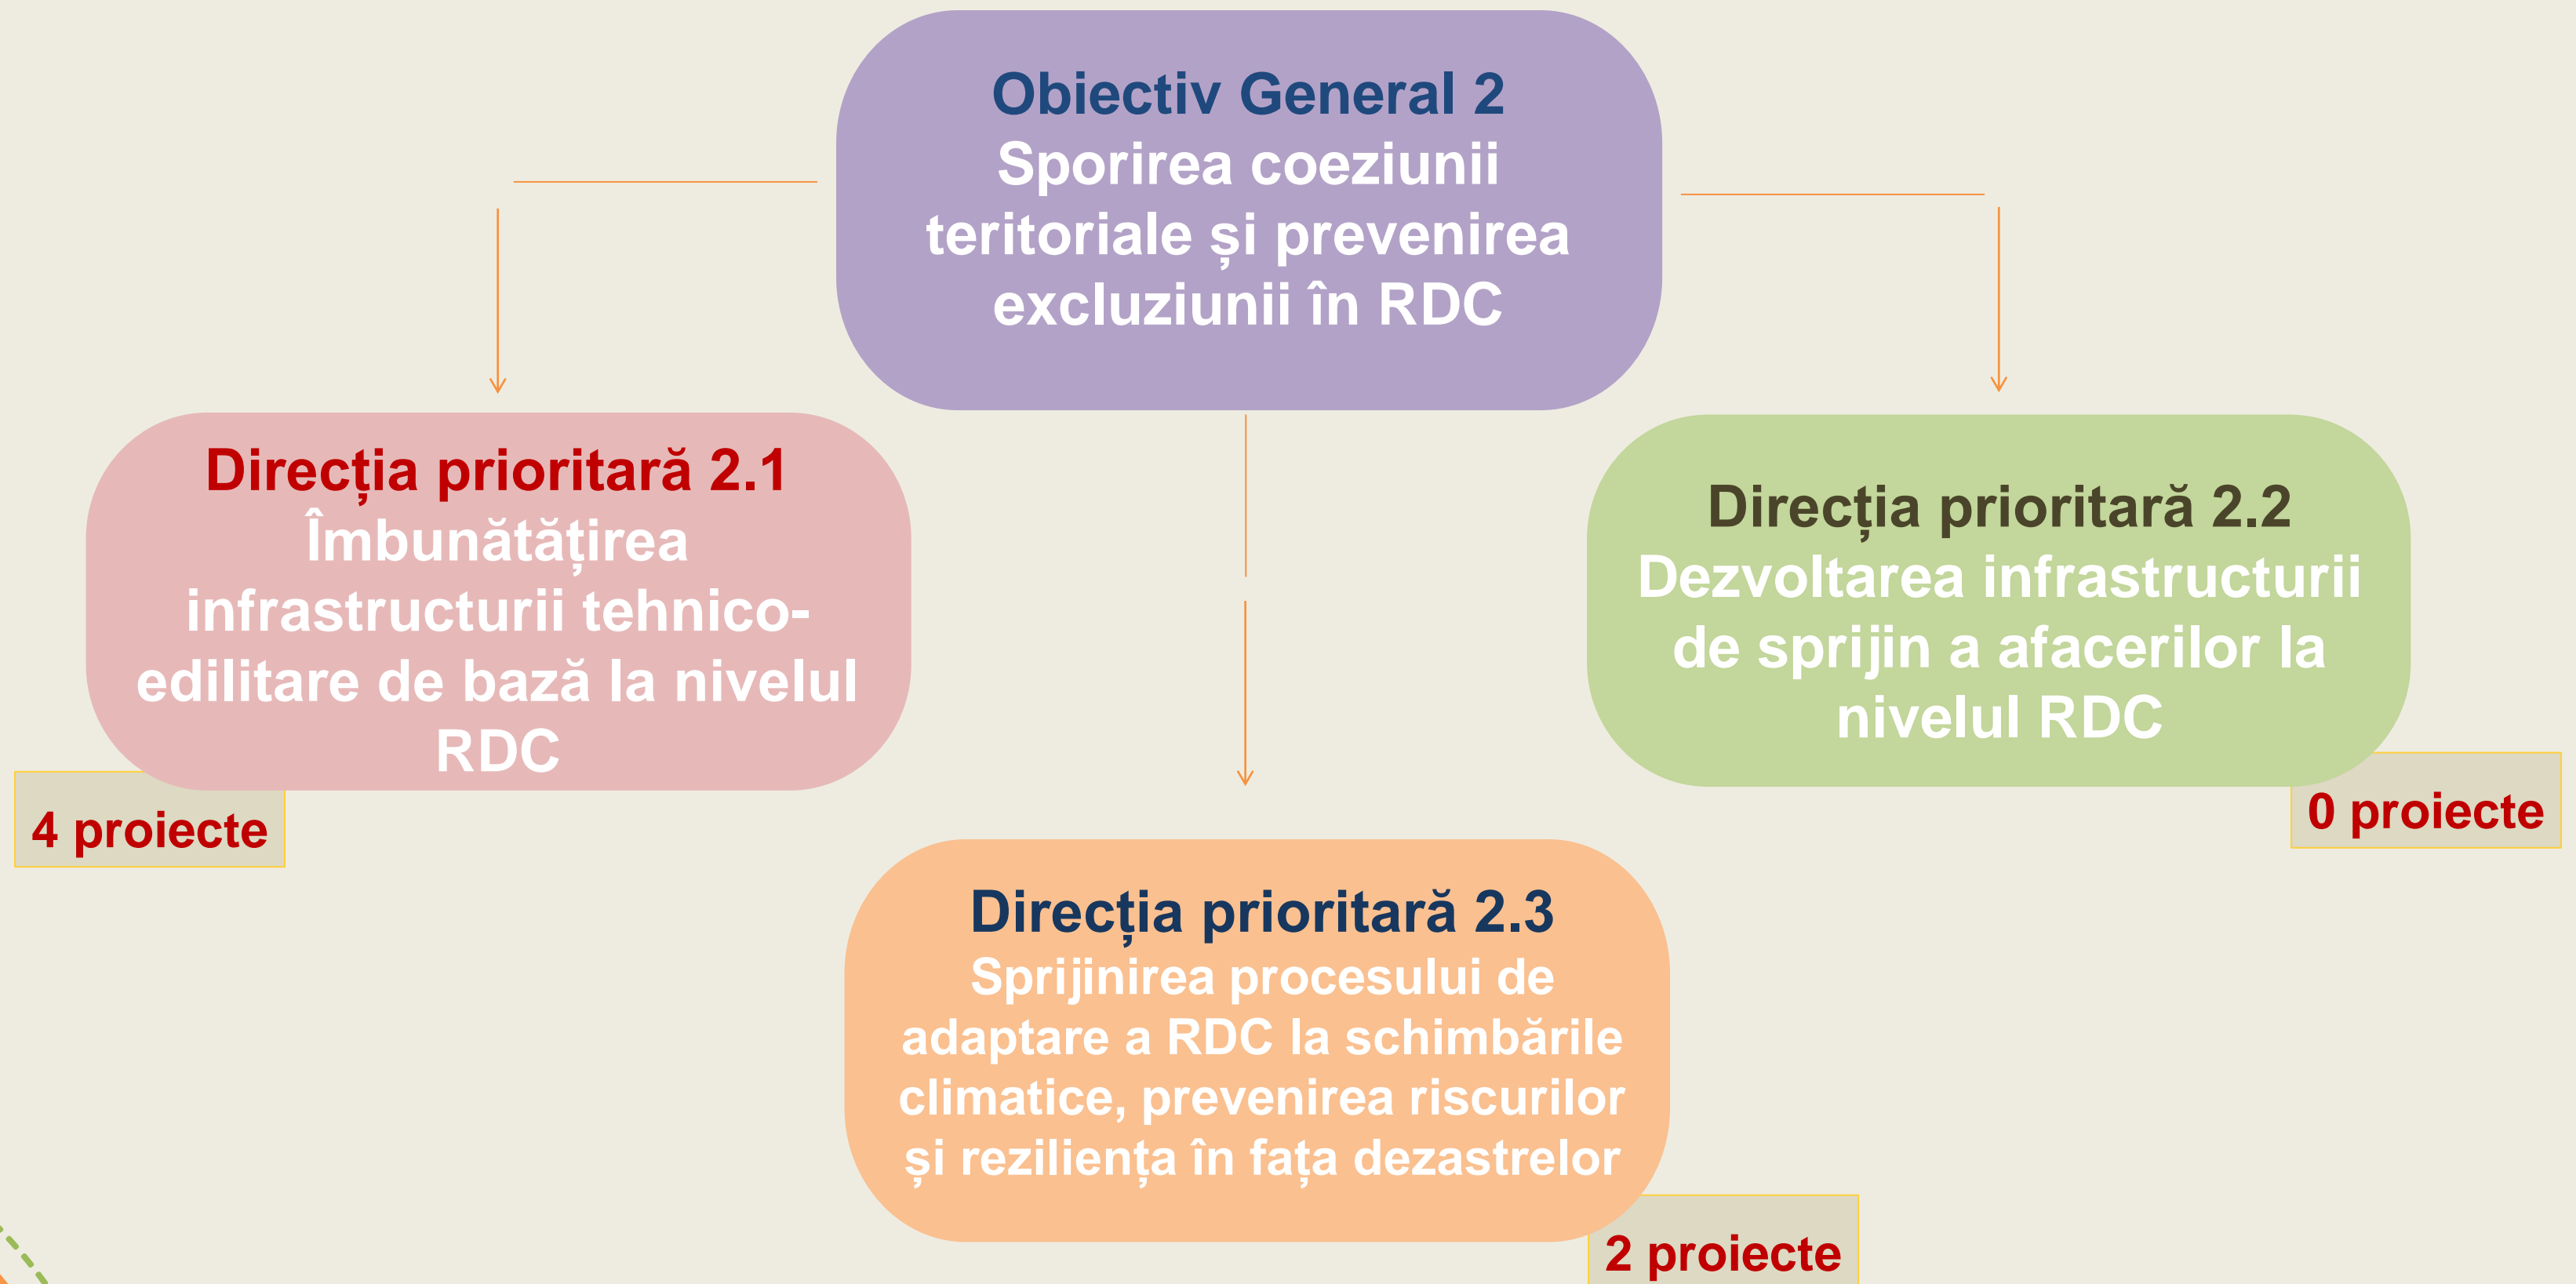 Obiectiv General 2
Sporirea coeziunii
teritoriale și prevenirea
excluziunii în RDC
Direcția prioritară 2.1
Îmbunătățirea
infrastructurii tehnico-
edilitare de bază la nivelul
RDC
4 proiecte
Direcția prioritară 2.2
Dezvoltarea infrastructurii
de sprijin a afacerilor la
nivelul RDC
0 proiecte
Direcția prioritară 2.3
Sprijinirea procesului de
adaptare a RDC la schimbările
climatice, prevenirea riscurilor
și reziliența în fața dezastrelor
2 proiecte